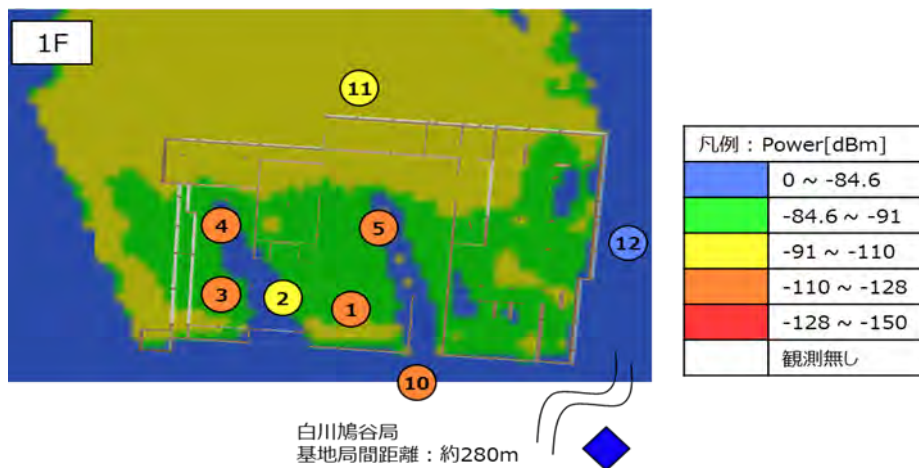 1F
11
4
5
12
3
2
1
10
白川鳩谷局
基地局間距離：約280m
凡例：Power[dBm]
0 ~ -84.6
-84.6 ~ -91
-91 ~ -110
-110 ~ -128
-128 ~ -150
観測無し